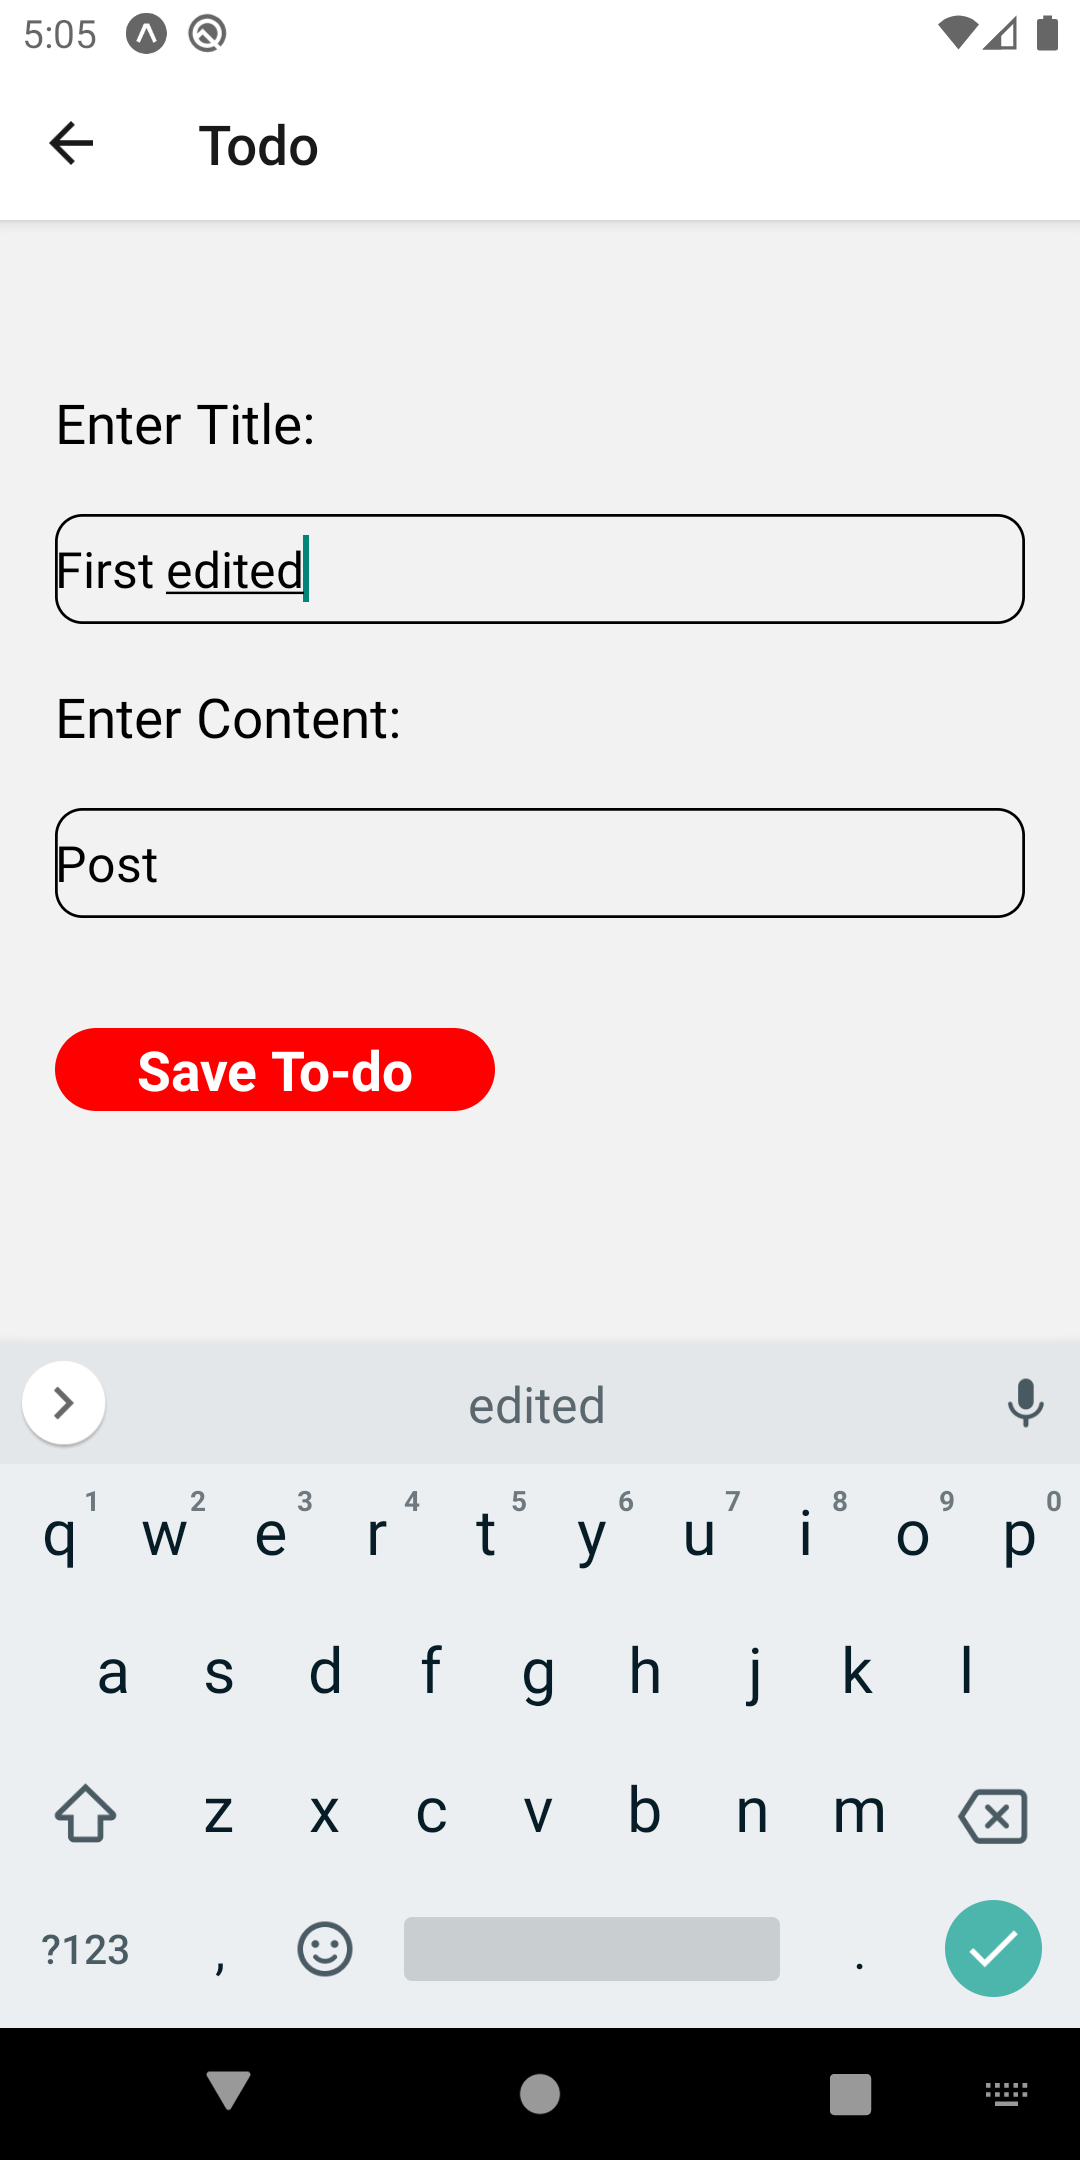 5:05
Todo
Enter Title:
First edited
Enter Content:
Post
Save To-do
edited
1 2 3 4 5 6 7 8 9 0
q w e r t y u i o p
a s d f g h j k l
z x c v b n m
?123 , .